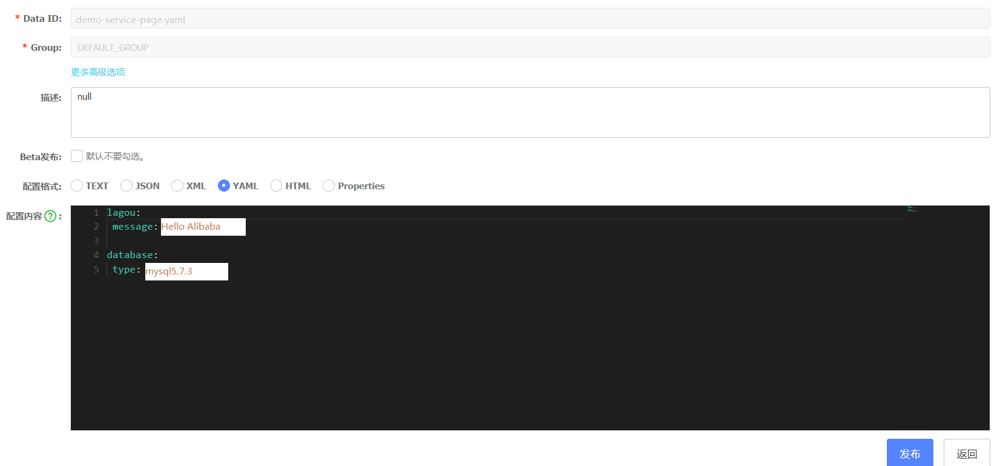 * Data ID: demo-service-page.yaml
* Group: DEFAULT_GROUP
更多高级选项
描述: null
Beta发布: 默认不要勾选。
配置格式: TEXT JSON XML YAML HTML Properties
配置内容 ? :
1 lagou:
2 message: Hello Alibaba
3
4 database:
5 type: mysql5.7.3
发布 返回